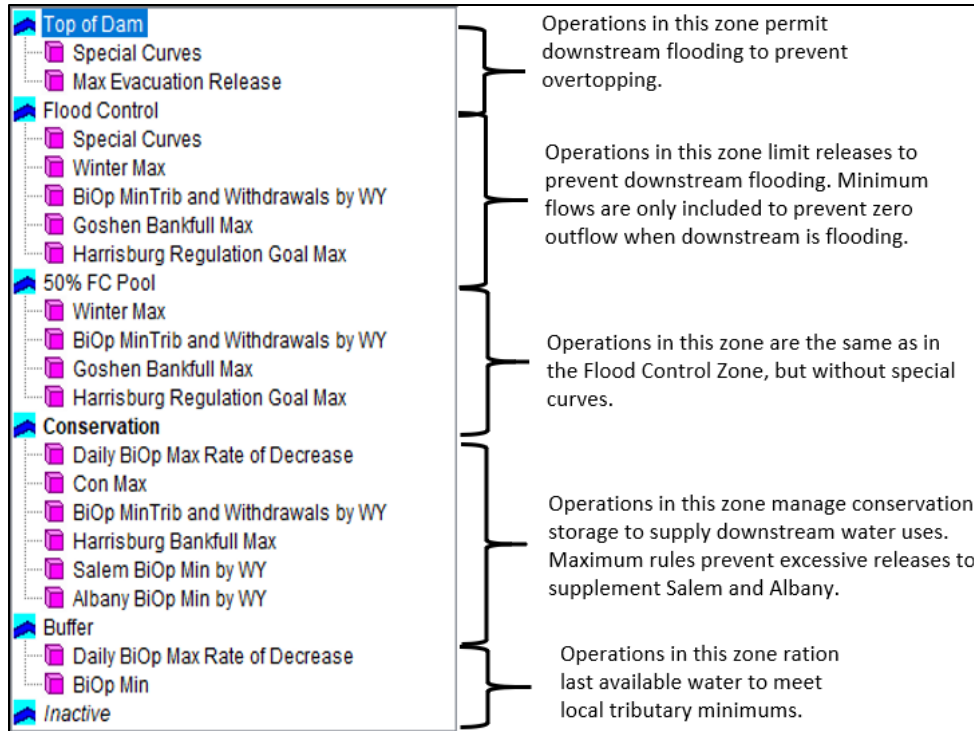 Top of Dam
Special Curves
Max Evacuation Release
Flood Control
Special Curves
Winter Max
BiOp MinTrib and Withdrawals by WY
Goshen Bankfull Max
Harrisburg Regulation Goal Max
50% FC Pool
Winter Max
BiOp MinTrib and Withdrawals by WY
Goshen Bankfull Max
Harrisburg Regulation Goal Max
Conservation
Daily BiOp Max Rate of Decrease
Con Max
BiOp MinTrib and Withdrawals by WY
Harrisburg Bankfull Max
Salem BiOp Min by WY
Albany BiOp Min by WY
Buffer
Daily BiOp Max Rate of Decrease
BiOp Min
Inactive
Operations in this zone permit
downstream flooding to prevent
overtopping.
Operations in this zone limit releases to
prevent downstream flooding. Minimum
flows are only included to prevent zero
outflow when downstream is flooding.
Operations in this zone are the same as in
the Flood Control Zone, but without special
curves.
Operations in this zone manage conservation
storage to supply downstream water uses.
Maximum rules prevent excessive releases to
supplement Salem and Albany.
Operations in this zone ration
last available water to meet
local tributary minimums.